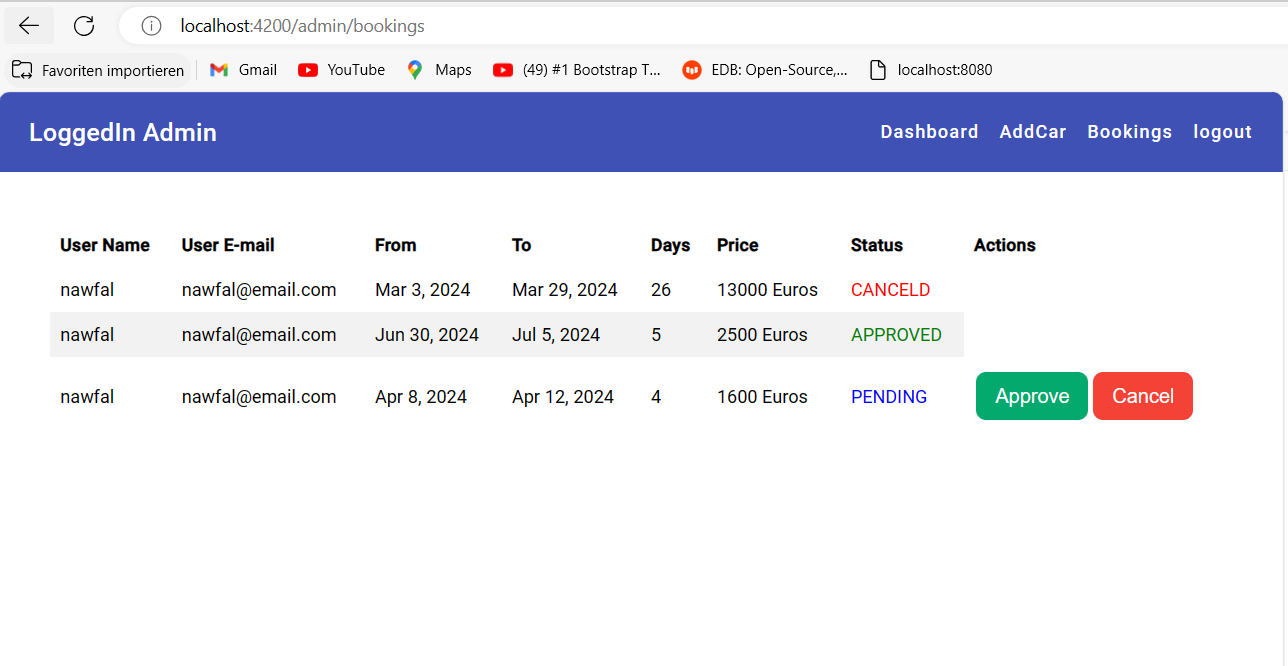 localhost:4200/admin/bookings
Favoriten importieren Gmail YouTube Maps (49) #1 Bootstrap T... EDB: Open-Source,... localhost:8080
LoggedIn Admin Dashboard AddCar Bookings logout
User Name User E-mail From To Days Price Status Actions
nawfal nawfal@email.com Mar 3, 2024 Mar 29, 2024 26 13000 Euros CANCELD
nawfal nawfal@email.com Jun 30, 2024 Jul 5, 2024 5 2500 Euros APPROVED
nawfal nawfal@email.com Apr 8, 2024 Apr 12, 2024 4 1600 Euros PENDING Approve Cancel